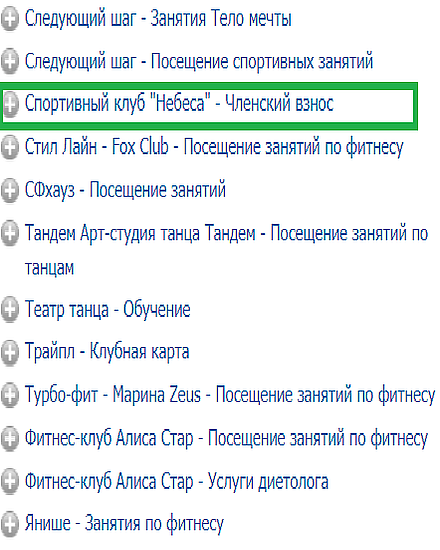 Следующий шаг - Занятия Тело мечты
Следующий шаг - Посещение спортивных занятий
Спортивный клуб "Небеса" - Членский взнос
Стил Лайн - Fox Club - Посещение занятий по фитнесу
СФхауз - Посещение занятий
Тандем Арт-студия танца Тандем - Посещение занятий по
танцам
Театр танца - Обучение
Трайпл - Клубная карта
Турбо-фит - Марина Zeus - Посещение занятий по фитнесу
Фитнес-клуб Алиса Стар - Посещение занятий по фитнесу
Фитнес-клуб Алиса Стар - Услуги диетолога
Янише - Занятия по фитнесу